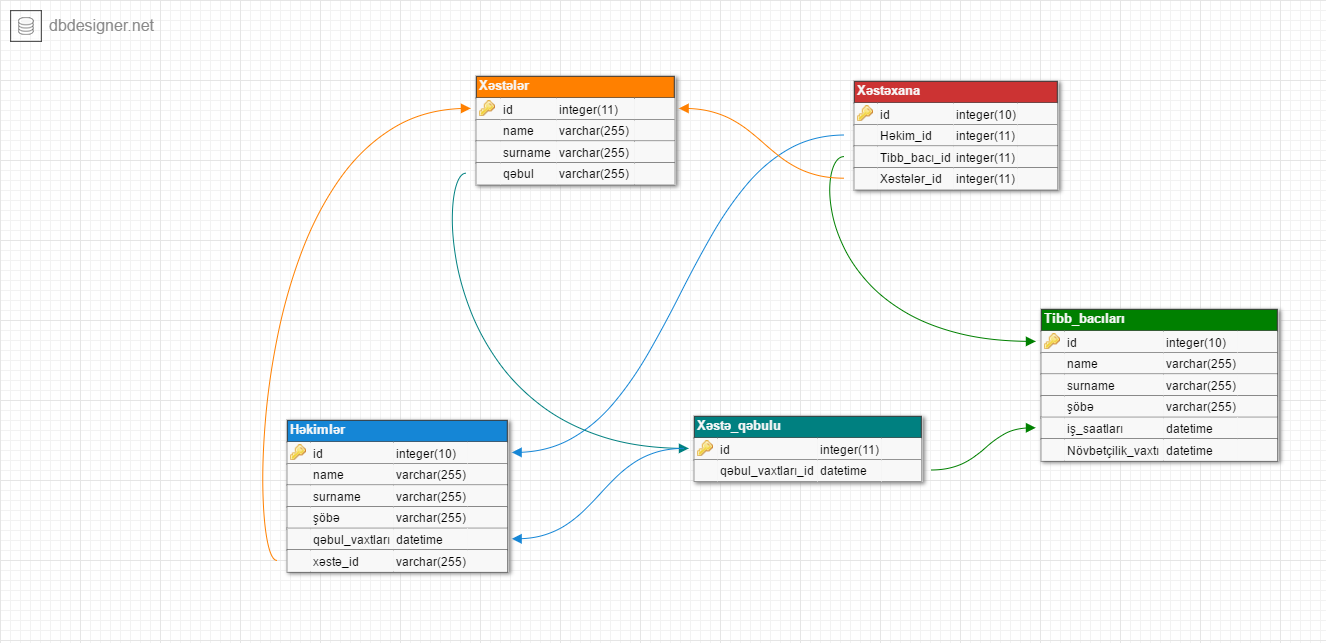 dbdesigner.net
Xəstələr
id integer(11)
name varchar(255)
surname varchar(255)
qəbul varchar(255)
Xəstəxana
id integer(10)
Həkim_id integer(11)
Tibb_bacı_id integer(11)
Xəstələr_id integer(11)
Tibb_bacıları
id integer(10)
name varchar(255)
surname varchar(255)
şöbə varchar(255)
iş_saatları datetime
Növbətçilik_vaxtı datetime
Həkimlər
id integer(10)
name varchar(255)
surname varchar(255)
şöbə varchar(255)
qəbul_vaxtları datetime
xəstə_id varchar(255)
Xəstə_qəbulu
id integer(11)
qəbul_vaxtları_id datetime